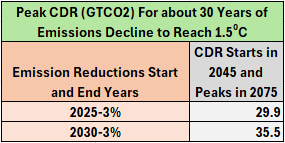 Peak CDR (GTCO2) For about 30 Years of
Emissions Decline to Reach 1.5⁰C
Emission Reductions Start
and End Years
CDR Starts in
2045 and
Peaks in 2075
2025-3% 29.9
2030-3% 35.5